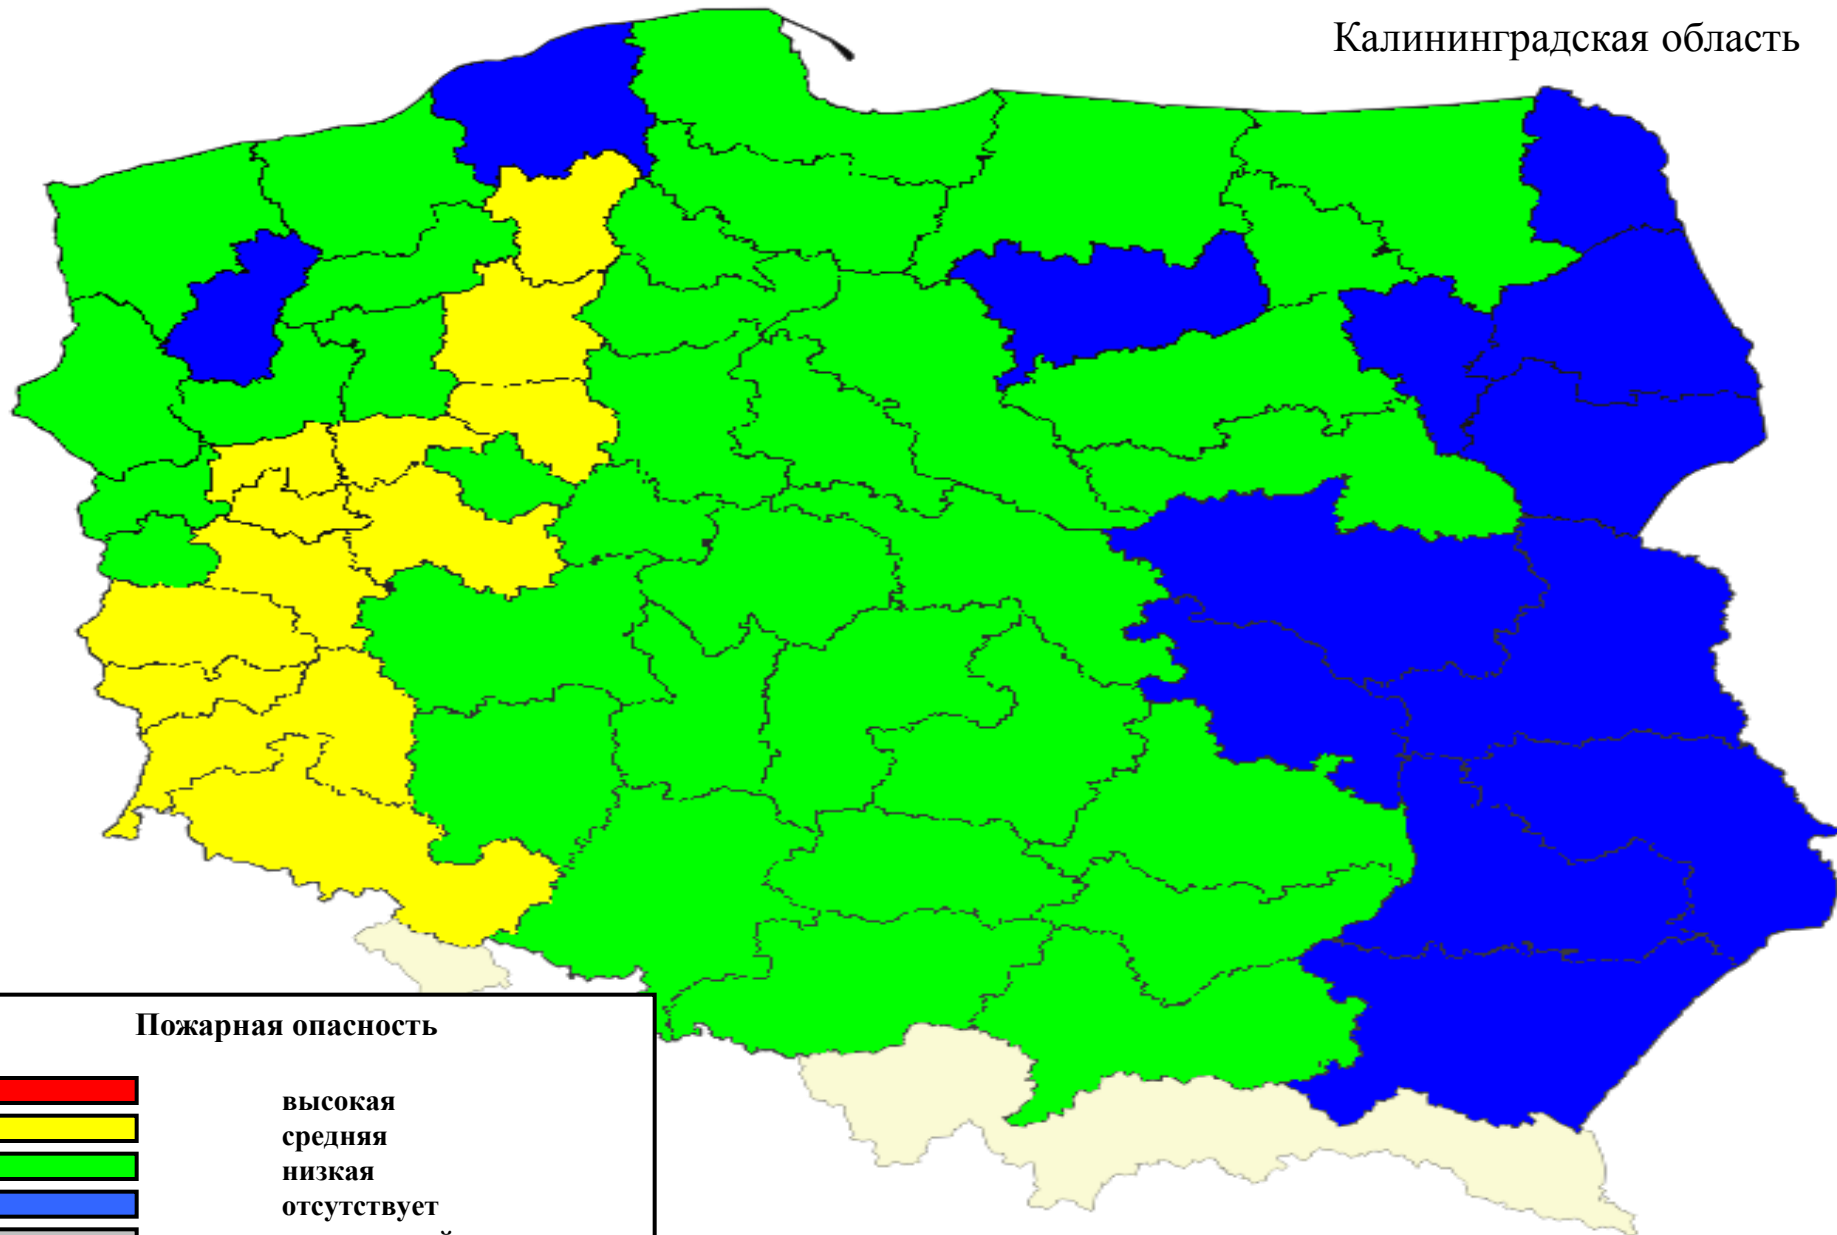 Калининградская область
Пожарная опасность
высокая
средняя
низкая
отсутствует